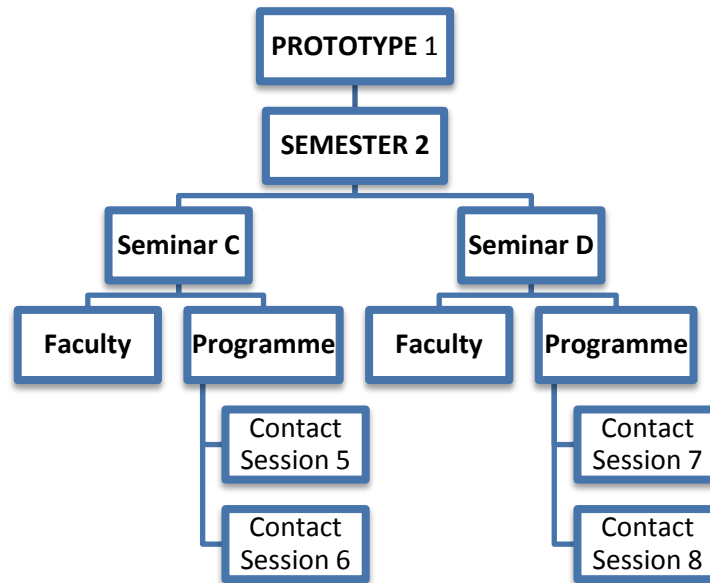 PROTOTYPE 1
SEMESTER 2
Seminar C
Seminar D
Faculty
Programme
Faculty
Programme
Contact
Session 5
Contact
Session 7
Contact
Session 6
Contact
Session 8